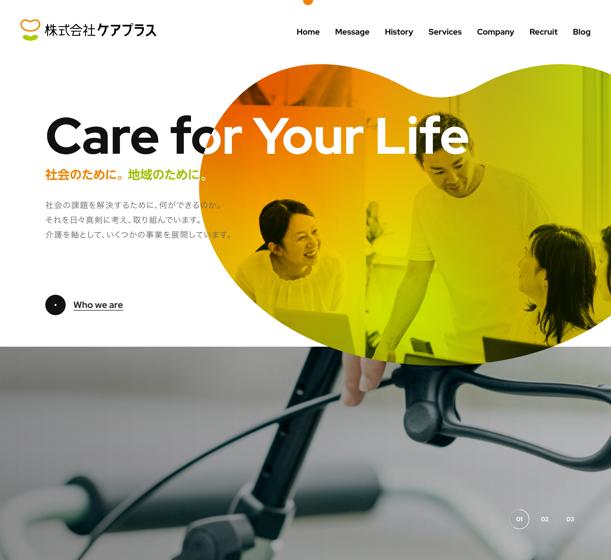 株式会社ケアプラス
Home Message History Services Company Recruit Blog
Care for Your Life
社会のために。地域のために。
社会の課題を解決するために、何ができるのか。
それを日々真剣に考え、取り組んでいます。
介護を軸として、いくつかの事業を展開しています。
Who we are
01 02 03